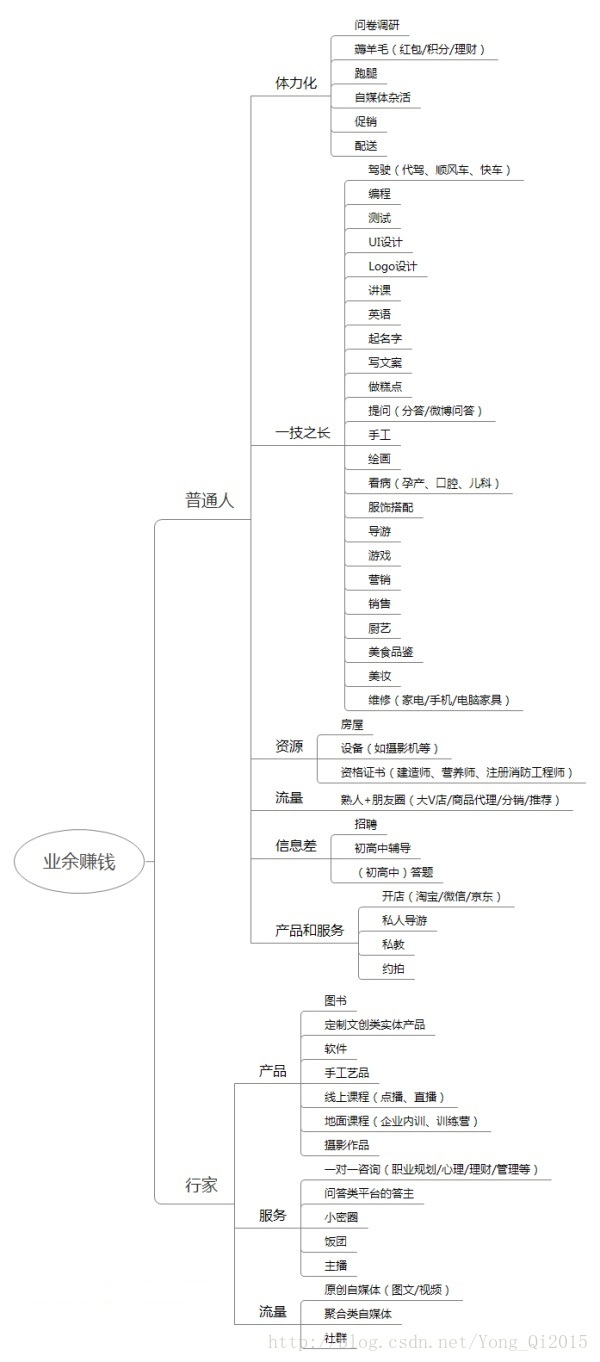 问卷调研
薅羊毛（红包/积分/理财）
体力化
跑腿
自媒体杂活
促销
配送
驾驶（代驾、顺风车、快车）
编程
测试
UI设计
Logo设计
讲课
英语
起名字
写文案
做糕点
提问（分答/微博问答）
一技之长
手工
绘画
看病（孕产、口腔、儿科）
普通人
服饰搭配
导游
游戏
营销
销售
厨艺
美食品鉴
美妆
维修（家电/手机/电脑家具）
房屋
资源
设备（如摄影机等）
资格证书（建造师、营养师、注册消防工程师）
流量
熟人+朋友圈（大V店/商品代理/分销/推荐）
招聘
信息差
初高中辅导
业余赚钱
（初高中）答题
开店（淘宝/微信/京东）
私人导游
产品和服务
私教
约拍
图书
定制文创类实体产品
软件
产品
手工艺品
线上课程（点播、直播）
地面课程（企业内训、训练营）
摄影作品
一对一咨询（职业规划/心理/理财/管理等）
行家
问答类平台的答主
服务
小密圈
饭团
主播
原创自媒体（图文/视频）
流量
聚合类自媒体
社群
http://blog.csdn.net/Yong_Qi2015